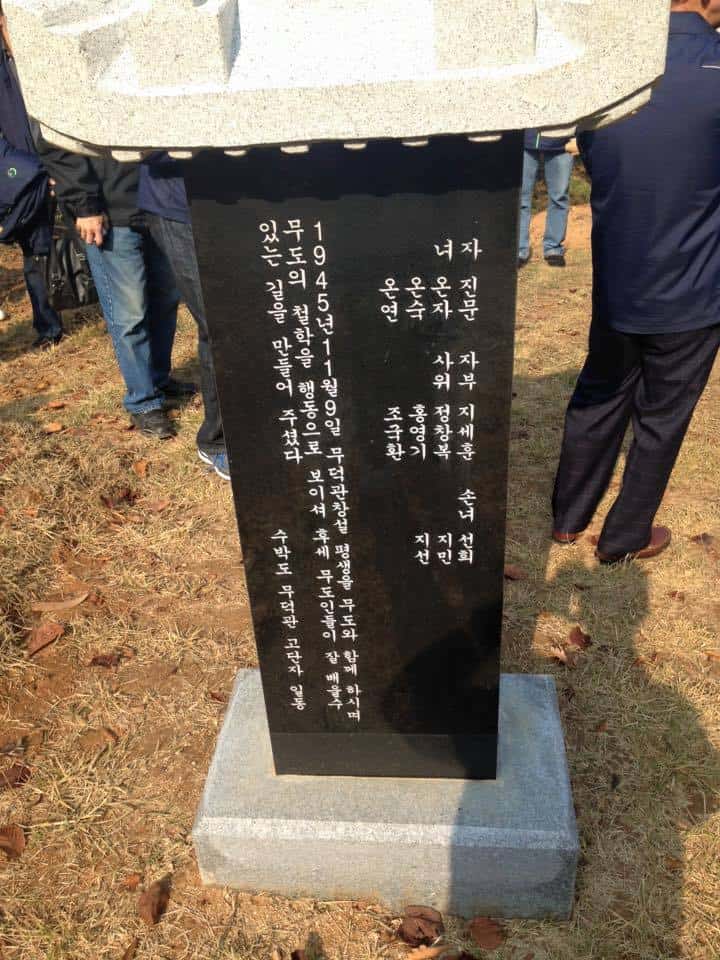 자 진문 자부 지세훈 손녀 선희
녀 온자 사위 정창복 지민
온숙 홍영기 지선
온연 조국환
1945년11월9일 무덕관창설 평생을 무도와 함께 하시며
무도의 철학을 행동으로 보이셔 후세 무도인들이 잘 배울수
있는 길을 만들어 주셨다 수박도 무덕관 고단자 일동